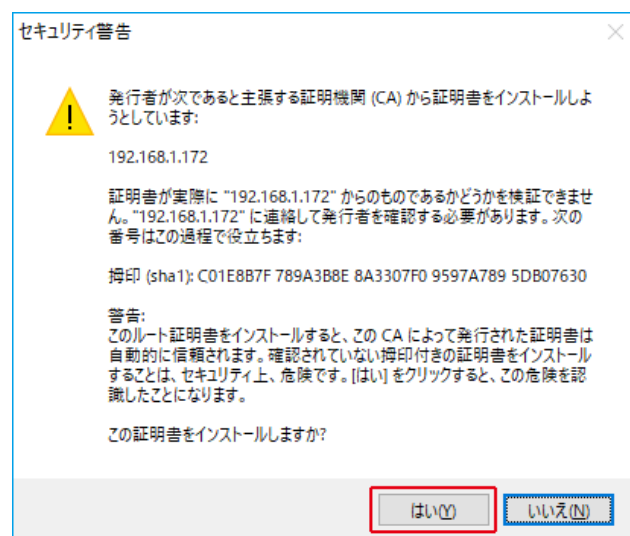 セキュリティ警告
発行者が次であると主張する証明機関 (CA) から証明書をインストールしよ
うとしています:
192.168.1.172
証明書が実際に "192.168.1.172" からのものであるかどうかを検証できませ
ん。"192.168.1.172" に連絡して発行者を確認する必要があります。次の
番号はこの過程で役立ちます:
拇印 (sha1): C01E8B7F 789A3B8E 8A3307F0 9597A789 5DB07630
警告:
このルート証明書をインストールすると、この CA によって発行された証明書は
自動的に信頼されます。確認されていない拇印付きの証明書をインストール
することは、セキュリティ上、危険です。[はい] をクリックすると、この危険を認
識したことになります。
この証明書をインストールしますか?
はい(Y)
いいえ(N)